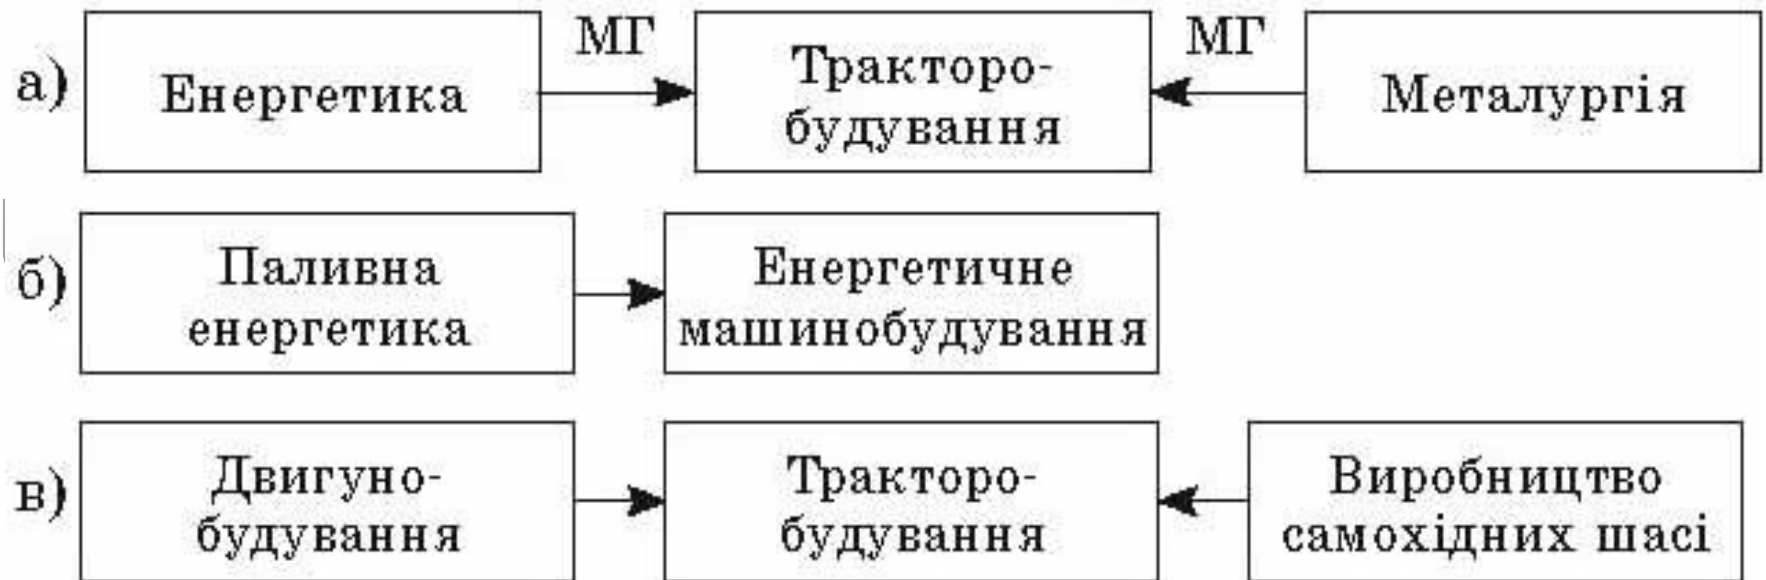 а) Енергетика МГ Тракторо-
будування МГ Металургія
б) Паливна
енергетика Енергетичне
машинобудування
в) Двигуно-
будування Тракторо-
будування Виробництво
самохідних шасі